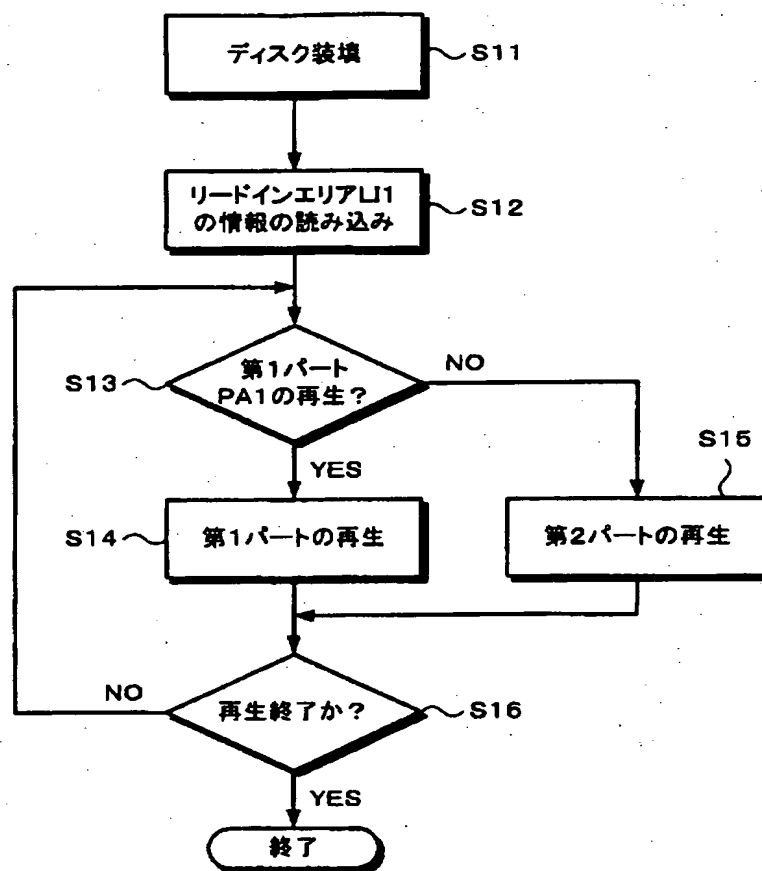 ディスク装填
S11
リードインエリアLI1
の情報の読み込み
S12
第1パート
PA1の再生?
S13
NO
YES
S15
S14
第1パートの再生
第2パートの再生
NO
再生終了か?
S16
YES
終了